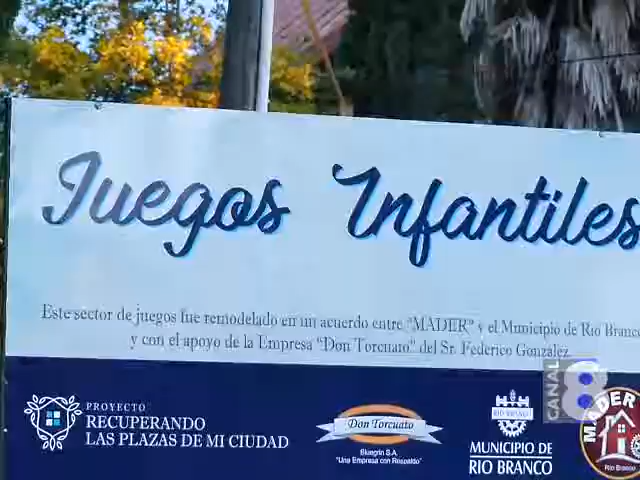 Juegos Infantiles
Este sector de juegos fue remodelado en un acuerdo entre "MADER" y el Municipio de Rio Branco
y con el apoyo de la Empresa "Don Torcuato" del Sr. Federico González
PROYECTO
RECUPERANDO
LAS PLAZAS DE MI CIUDAD
Don Torcuato
Bluegrin S.A
"Una Empresa con Respaldo"
RIO BRANCO
MUNICIPIO DE
RIO BRANCO
CANAL 8
MADER
Rio Branco